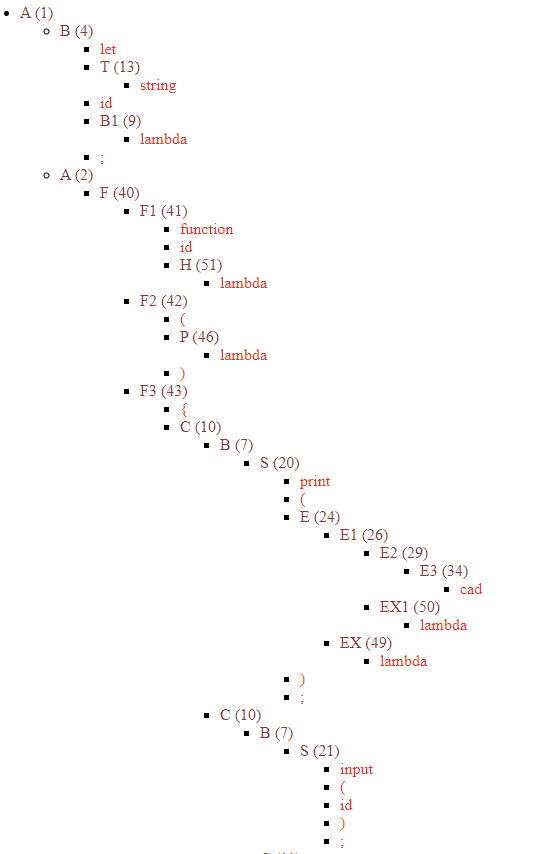 A (1)
B (4)
let
T (13)
string
id
B1 (9)
lambda
;
A (2)
F (40)
F1 (41)
function
id
H (51)
lambda
F2 (42)
(
P (46)
lambda
)
F3 (43)
{
C (10)
B (7)
S (20)
print
(
E (24)
E1 (26)
E2 (29)
E3 (34)
cad
EX1 (50)
lambda
EX (49)
lambda
)
;
C (10)
B (7)
S (21)
input
(
id
)
;